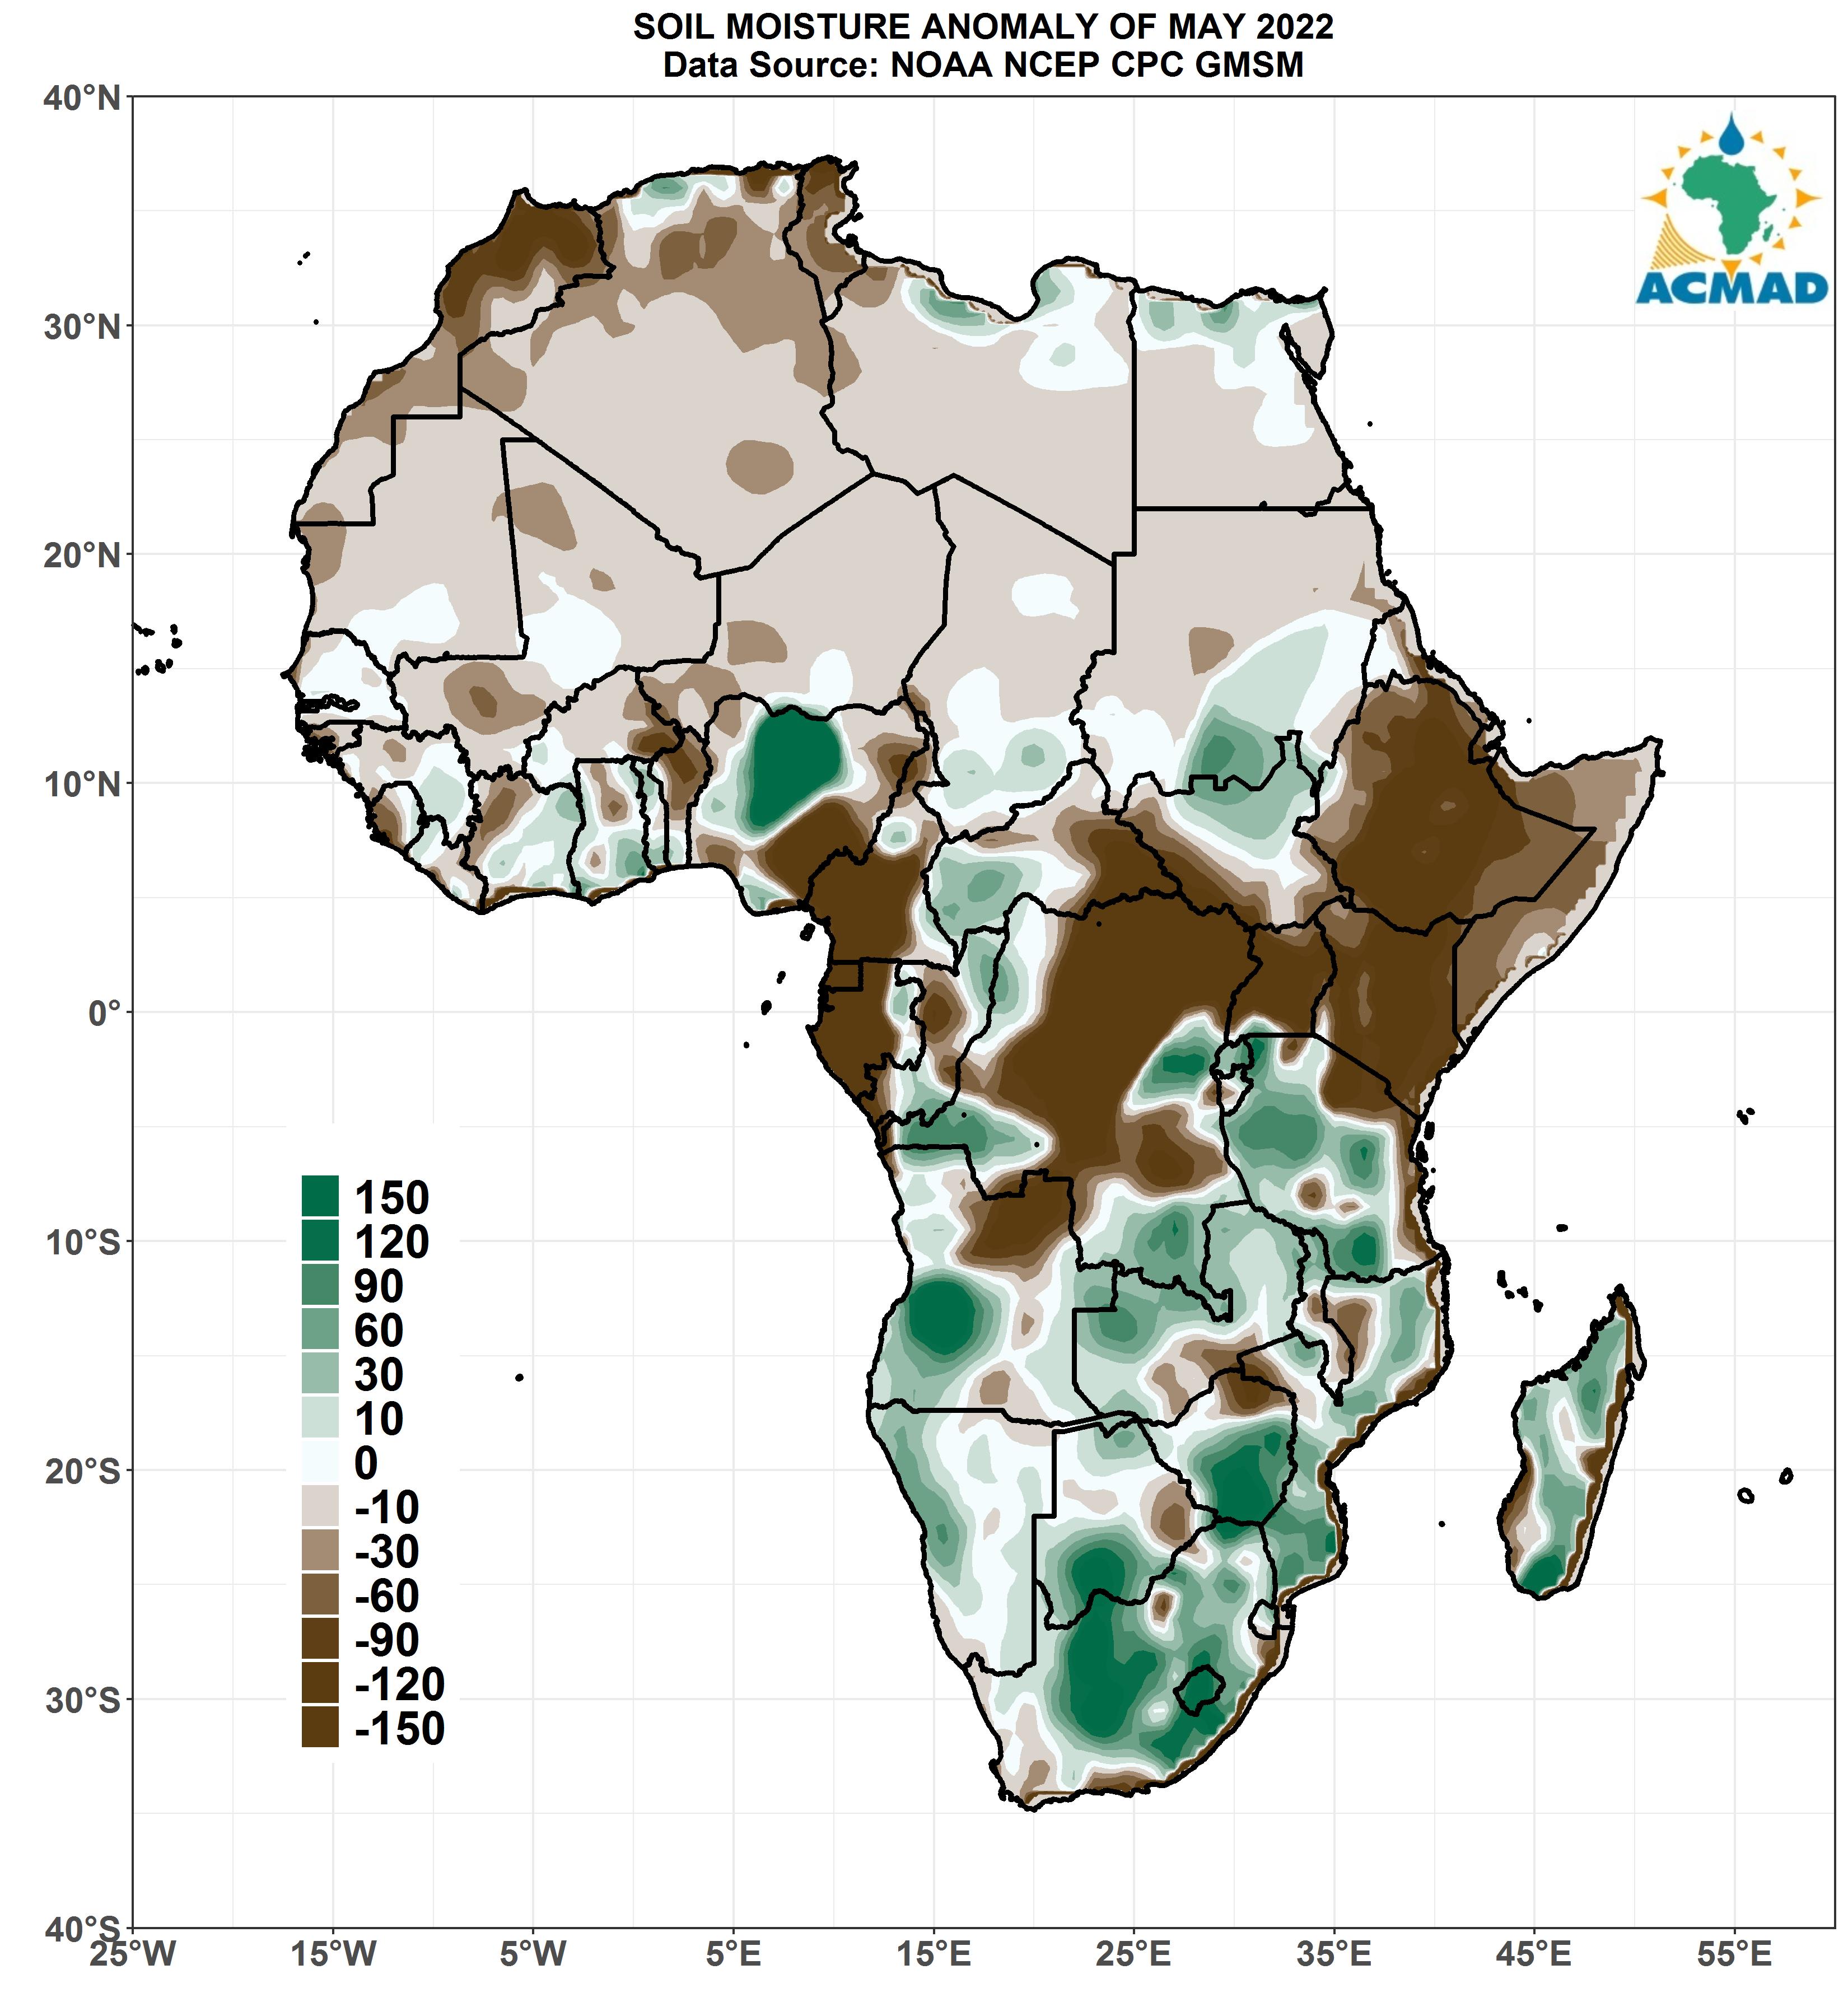 SOIL MOISTURE ANOMALY OF MAY 2022
Data Source: NOAA NCEP CPC GMSM
40°N
ACMAD
30°N
20°N
10°N
0°
10°S
20°S
30°S
40°S
150
120
90
60
30
10
0
-10
-30
-60
-90
-120
-150
25°W 15°W 5°W 5°E 15°E 25°E 35°E 45°E 55°E